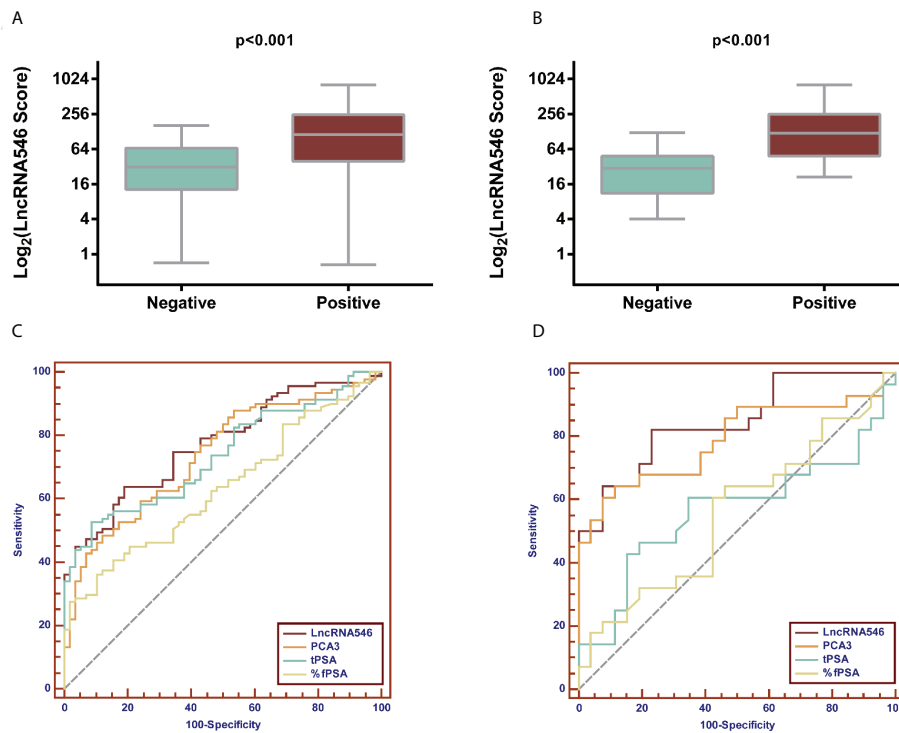 A
p<0.001
Log2(LncRNA546 Score)
1024
256
64
16
4
1
Negative
Positive
B
p<0.001
Log2(LncRNA546 Score)
1024
256
64
16
4
1
Negative
Positive
C
Sensitivity
100
80
60
40
20
0
0
20
40
60
80
100
100-Specificity
LncRNA546
PCA3
tPSA
%fPSA
D
Sensitivity
100
80
60
40
20
0
0
20
40
60
80
100-Specificity
LncRNA546
PCA3
tPSA
%fPSA